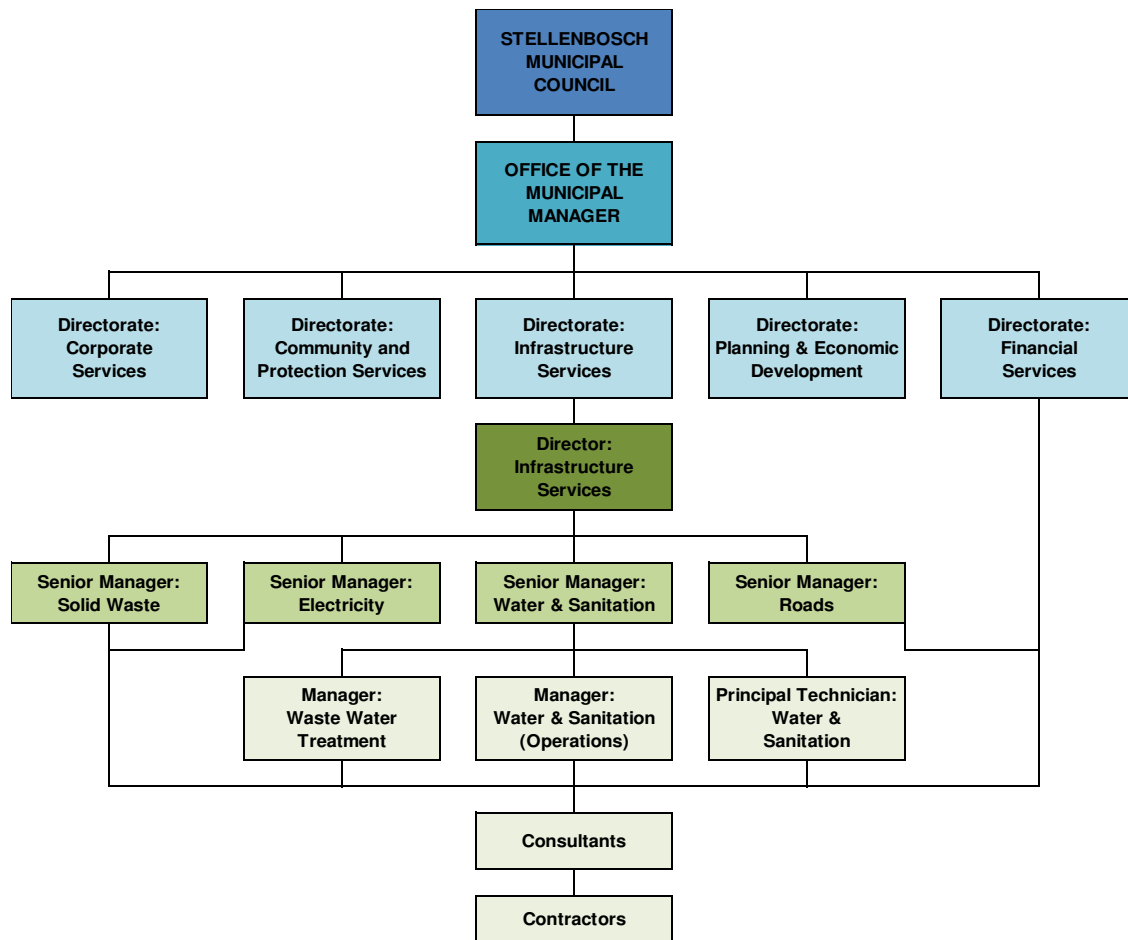 STELLENBOSCH
MUNICIPAL
COUNCIL
OFFICE OF THE
MUNICIPAL
MANAGER
Directorate:
Corporate
Services
Directorate:
Community and
Protection Services
Directorate:
Infrastructure
Services
Directorate:
Planning & Economic
Development
Directorate:
Financial
Services
Director:
Infrastructure
Services
Senior Manager:
Solid Waste
Senior Manager:
Electricity
Senior Manager:
Water & Sanitation
Senior Manager:
Roads
Manager:
Waste Water
Treatment
Manager:
Water & Sanitation
(Operations)
Principal Technician:
Water &
Sanitation
Consultants
Contractors